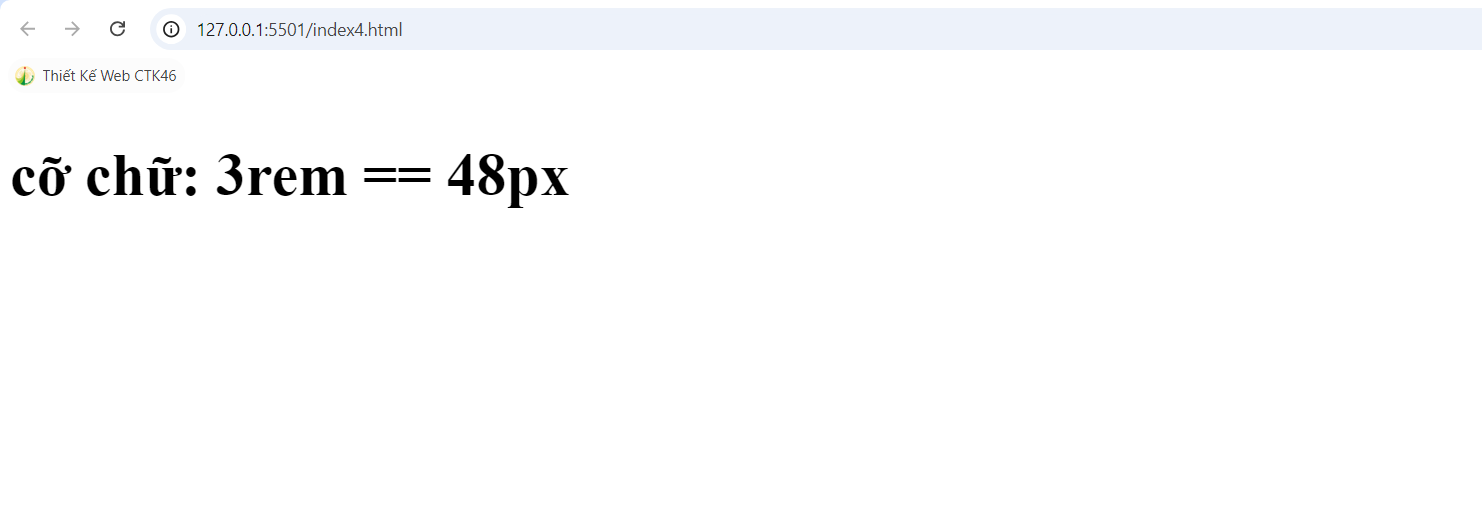 127.0.0.1:5501/index4.html
Thiết Kế Web CTK46
cỡ chữ: 3rem == 48px